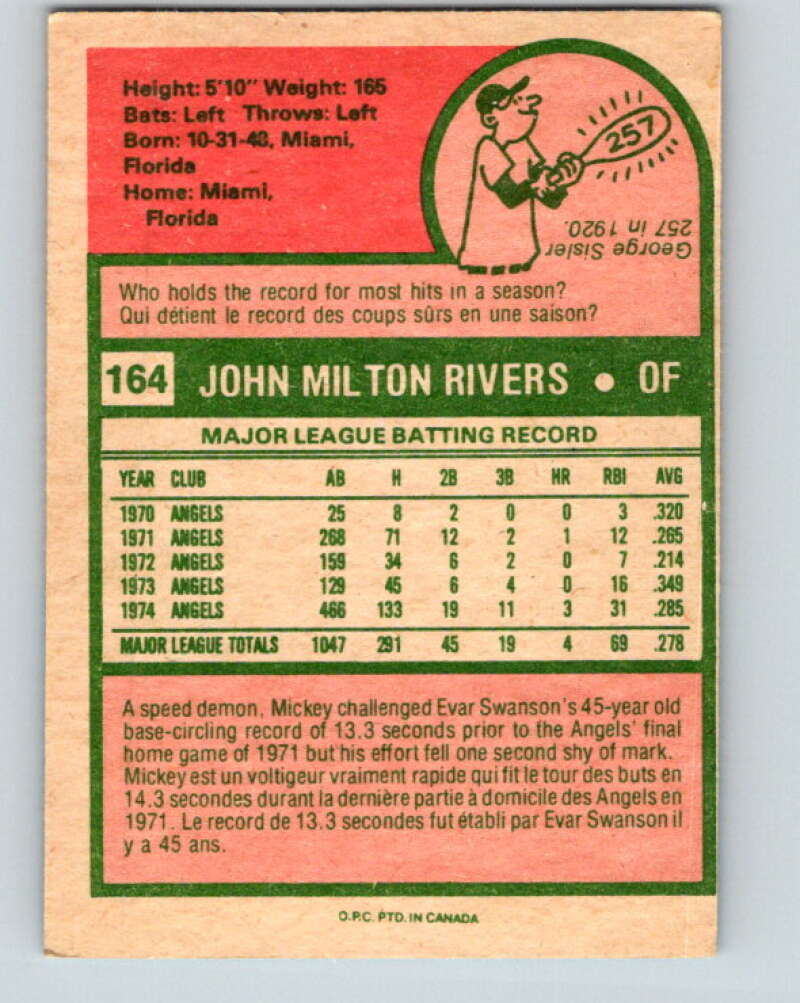 Height: 5'10" Weight: 165
Bats: Left Throws: Left
Born: 10-31-48, Miami,
Florida
Home: Miami,
Florida
257
George Sisler
257 in 1920.
Who holds the record for most hits in a season?
Qui détient le record des coups sûrs en une saison?
164 JOHN MILTON RIVERS • OF
MAJOR LEAGUE BATTING RECORD
YEAR CLUB AB H 2B 3B HR RBI AVG
1970 ANGELS 25 8 2 0 0 3 .320
1971 ANGELS 268 71 12 2 1 12 .265
1972 ANGELS 159 34 6 2 0 7 .214
1973 ANGELS 129 45 6 4 0 16 .349
1974 ANGELS 466 133 19 11 3 31 .285
MAJOR LEAGUE TOTALS 1047 291 45 19 4 69 .278
A speed demon, Mickey challenged Evar Swanson's 45-year old
base-circling record of 13.3 seconds prior to the Angels' final
home game of 1971 but his effort fell one second shy of mark.
Mickey est un voltigeur vraiment rapide qui fit le tour des buts en
14.3 secondes durant la dernière partie à domicile des Angels en
1971. Le record de 13.3 secondes fut établi par Evar Swanson il
y a 45 ans.
O.P.C. PTD. IN CANADA